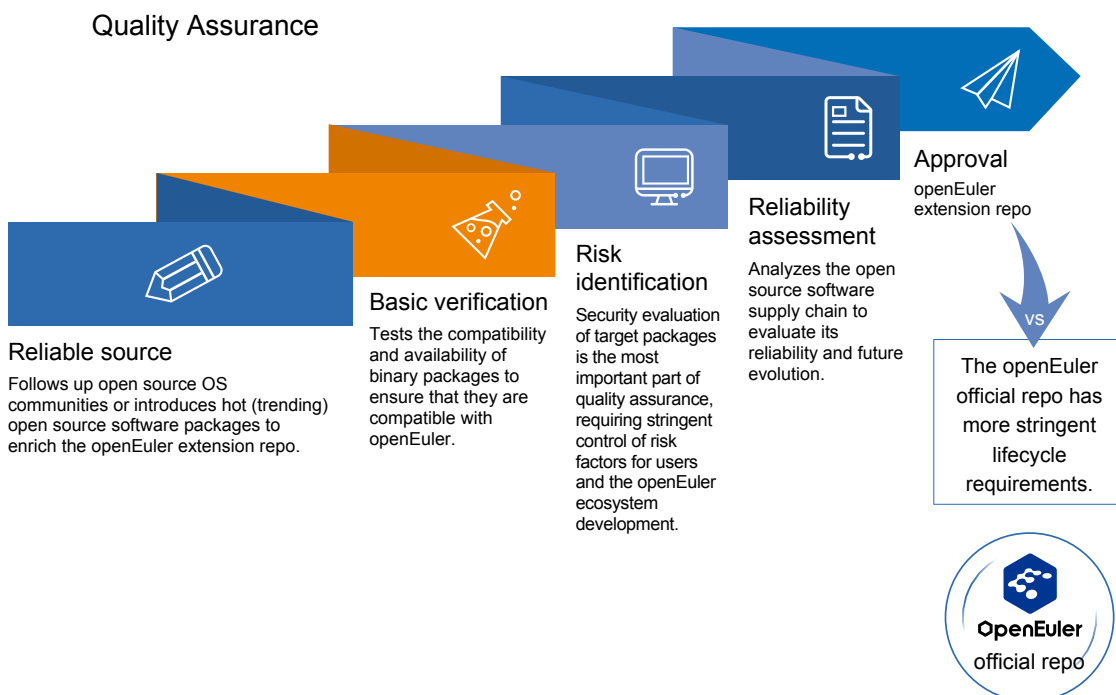 Quality Assurance
Reliable source
Follows up open source OS
communities or introduces hot (trending)
open source software packages to
enrich the openEuler extension repo.
Basic verification
Tests the compatibility
and availability of
binary packages to
ensure that they are
compatible with
openEuler.
Risk
identification
Security evaluation
of target packages
is the most
important part of
quality assurance,
requiring stringent
control of risk
factors for users
and the openEuler
ecosystem
development.
Reliability
assessment
Analyzes the open
source software
supply chain to
evaluate its
reliability and future
evolution.
Approval
openEuler
extension repo
VS
The openEuler
official repo has
more stringent
lifecycle
requirements.
OpenEuler
official repo